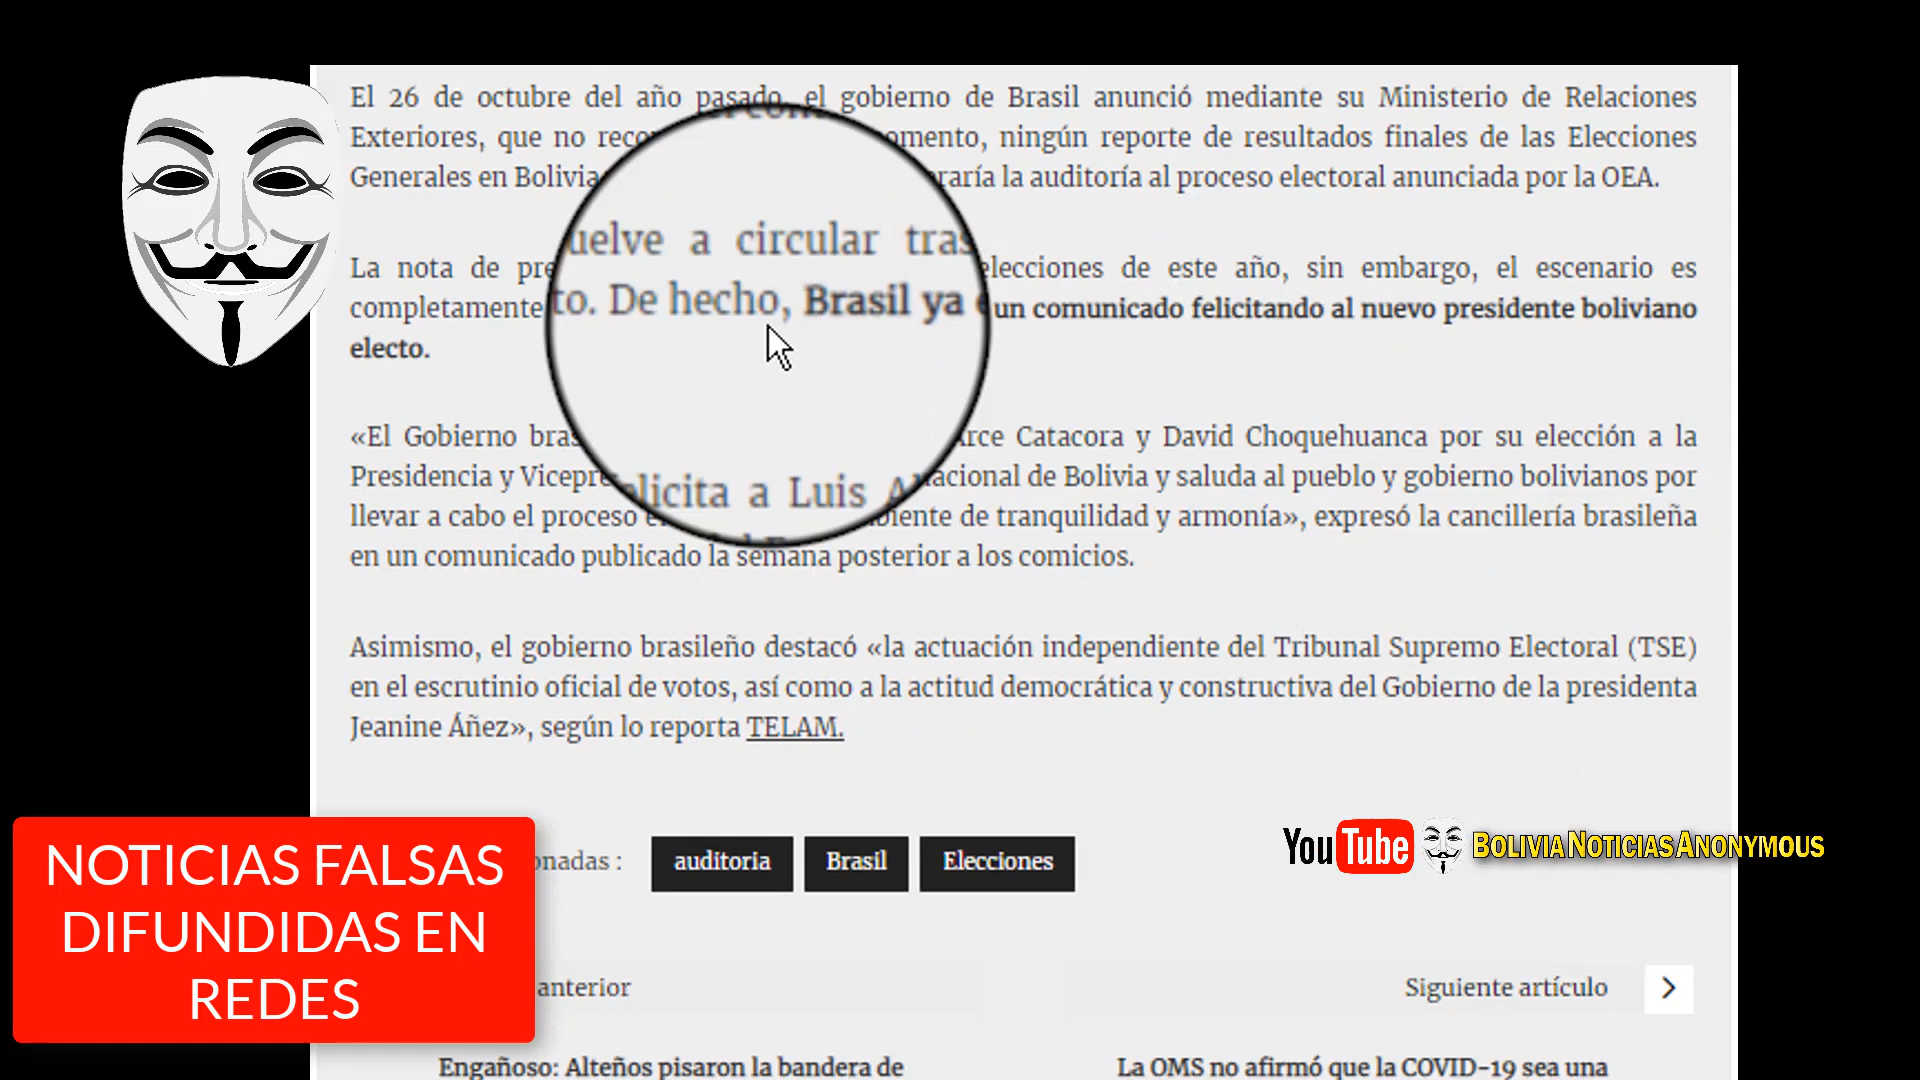 El 26 de octubre del año pasado, el gobierno de Brasil anunció mediante su Ministerio de Relaciones
Exteriores, que no ningún reporte de resultados finales de las Elecciones
Generales en Bolivia la auditoría al proceso electoral anunciada por la OEA.
uelve a circular tras
La nota de elecciones de este año, sin embargo, el escenario es
completamente to. De hecho, Brasil ya un comunicado felicitando al nuevo presidente boliviano
electo.
«El Gobierno Arce Catacora y David Choquehuanca por su elección a la
licita a Luis
Presidencia y acional de Bolivia y saluda al pueblo y gobierno bolivianos por
llevar a cabo el proceso biente de tranquilidad y armonía», expresó la cancillería brasileña
en un comunicado publicado la semana posterior a los comicios.
Asimismo, el gobierno brasileño destacó «la actuación independiente del Tribunal Supremo Electoral (TSE)
en el escrutinio oficial de votos, así como a la actitud democrática y constructiva del Gobierno de la presidenta
Jeanine Áñez», según lo reporta TELAM.
onadas : auditoria Brasil Elecciones
YouTube BOLIVIA NOTICIAS ANONYMOUS
NOTICIAS FALSAS
DIFUNDIDAS EN
REDES
anterior
Siguiente artículo
Engañoso: Alteños pisaron la bandera de
La OMS no afirmó que la COVID-19 sea una